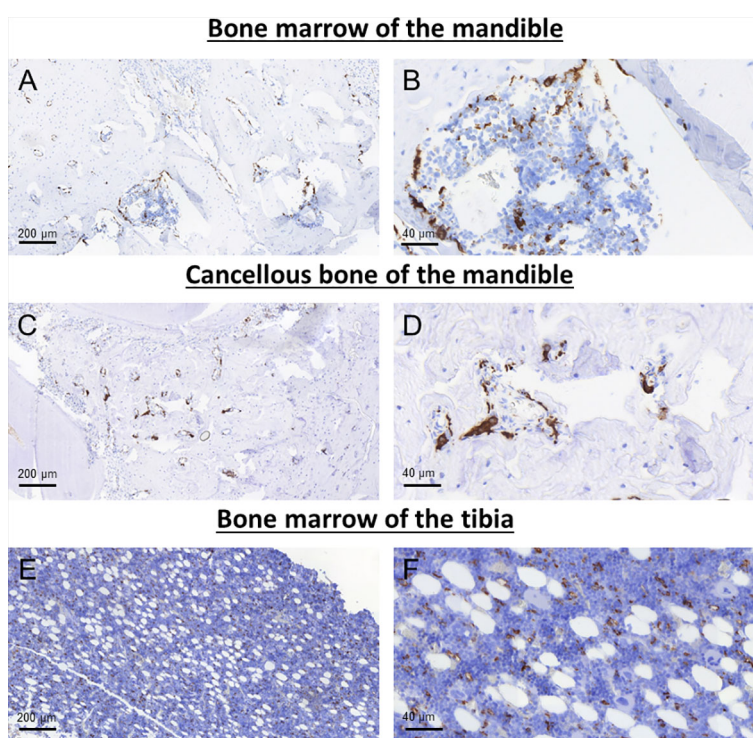 Bone marrow of the mandible
A
B
200 µm
40 µm
Cancellous bone of the mandible
C
D
200 µm
40 µm
Bone marrow of the tibia
E
F
200 µm
40 µm